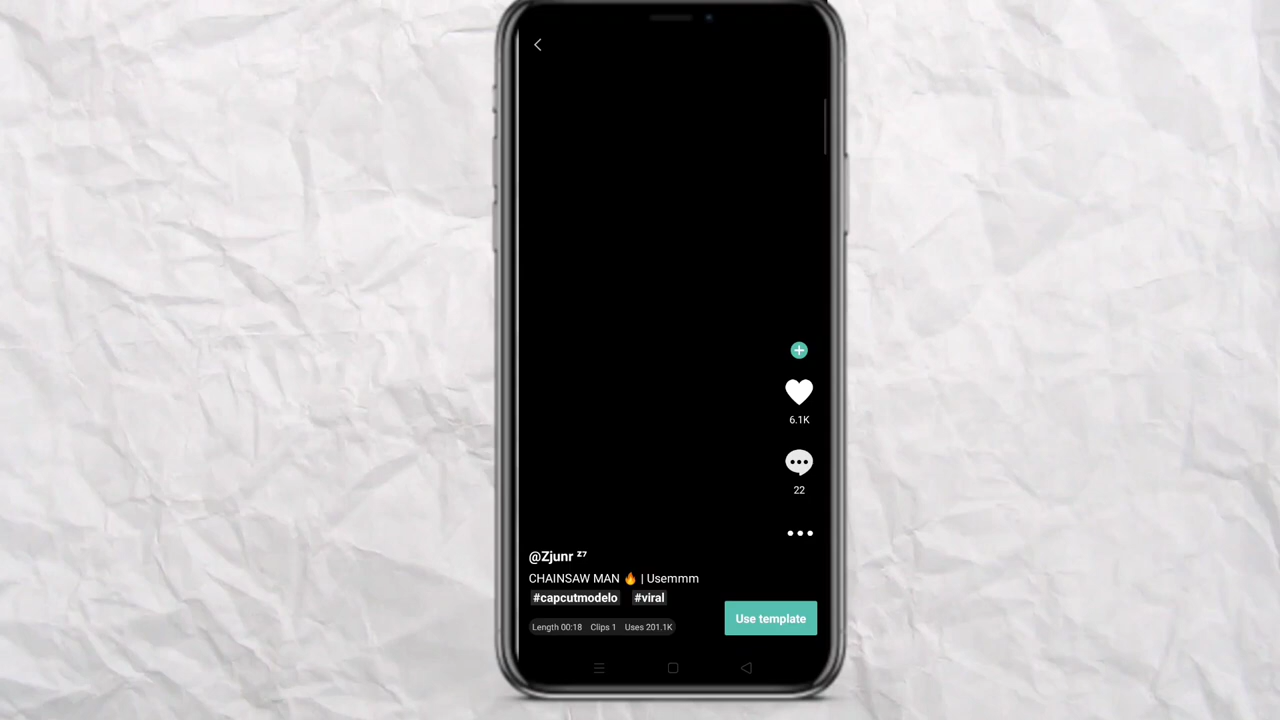 6.1K
22
@Zjunr ᶻ⁷
CHAINSAW MAN 🔥 | Usemmm
#capcutmodelo #viral
Length 00:18 Clips 1 Uses 201.1K
Use template